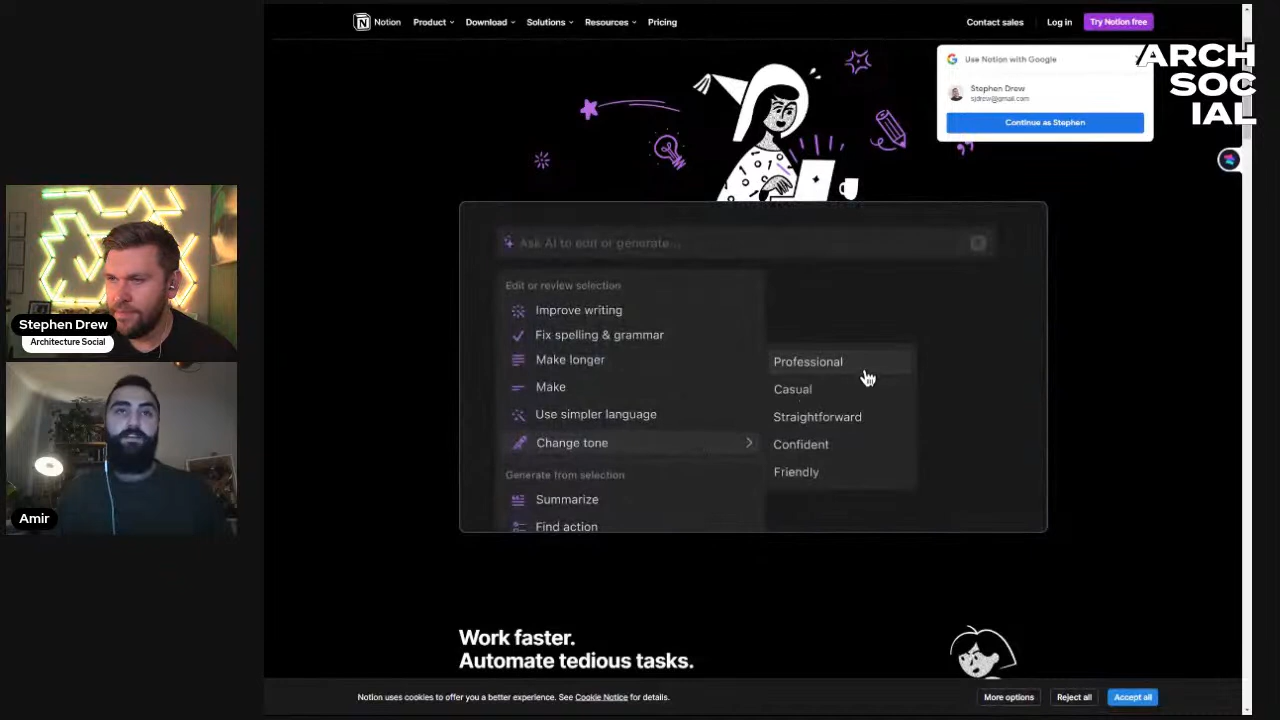 Notion
Product
Download
Solutions
Resources
Pricing
Contact sales
Log in
Try Notion free
Use Notion with Google
Stephen Drew
sjdrew@gmail.com
Continue as Stephen
ARCH
SOC
IAL
Ask AI to edit or generate...
Edit or review selection
Improve writing
Fix spelling & grammar
Make longer
Make
Use simpler language
Change tone
Generate from selection
Summarize
Find action
Professional
Casual
Straightforward
Confident
Friendly
Stephen Drew
Architecture Social
Amir
Work faster.
Automate tedious tasks.
Notion uses cookies to offer you a better experience. See Cookie Notice for details.
More options
Reject all
Accept all